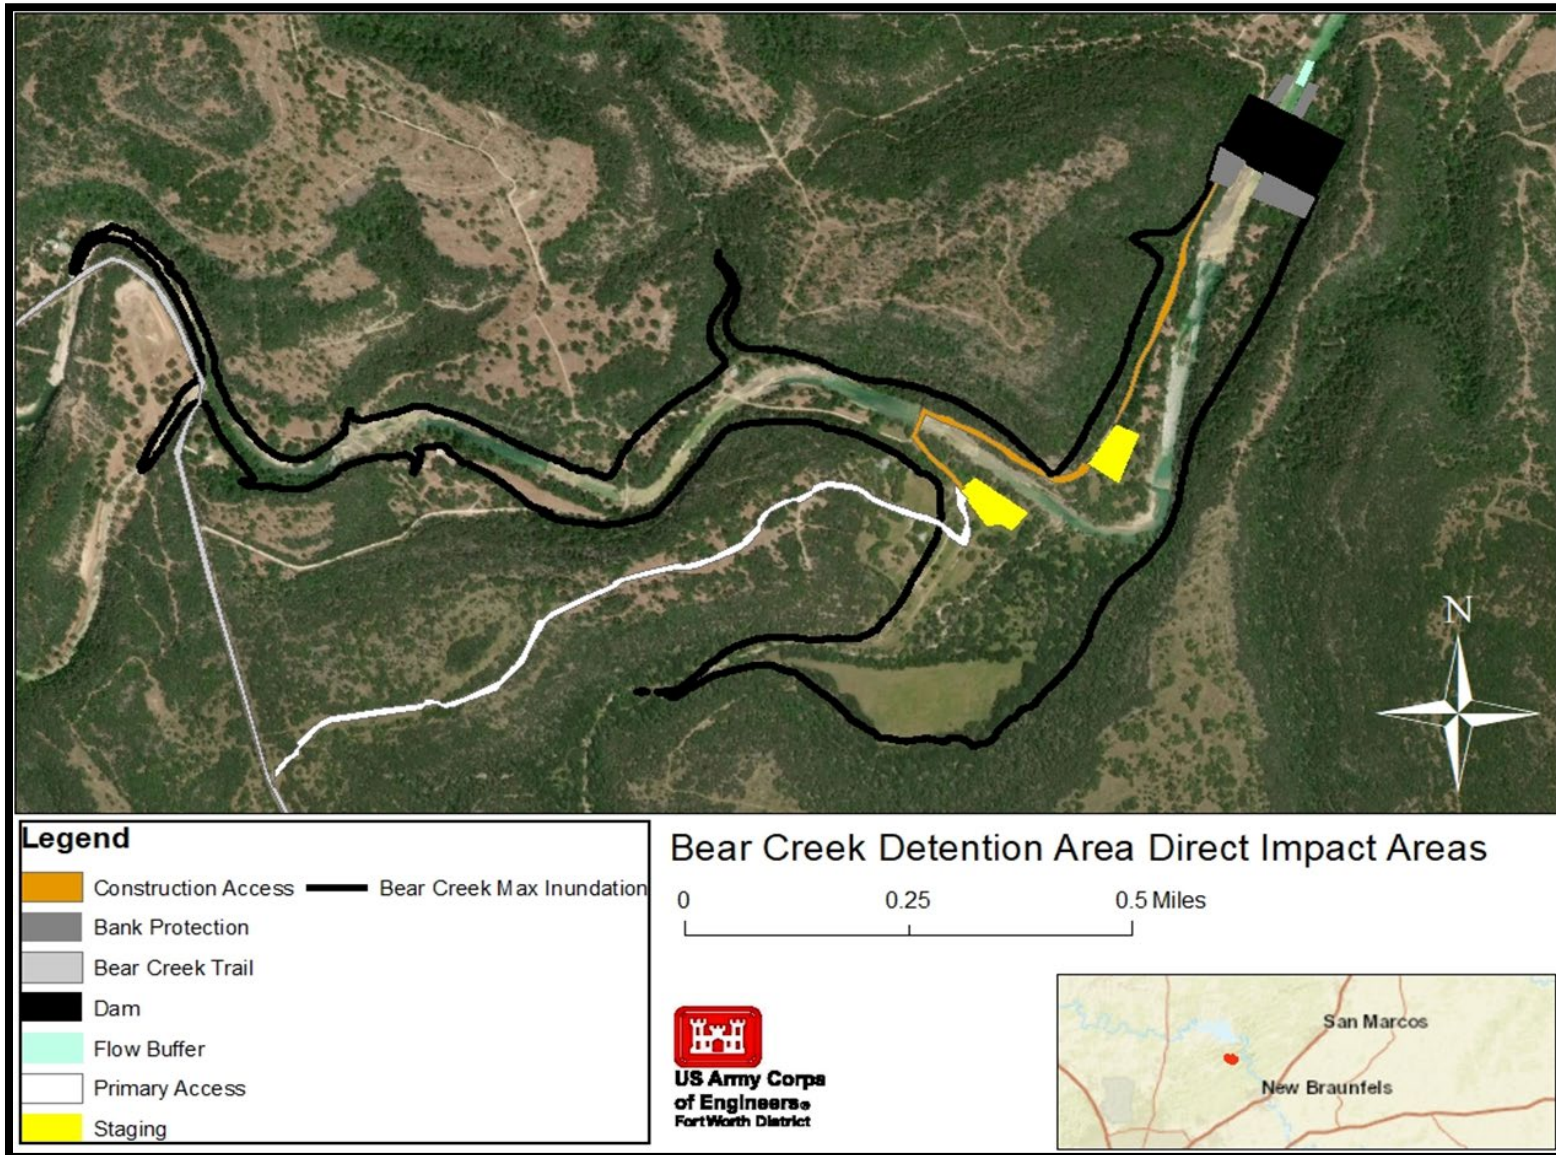 N
Legend
Construction Access
Bear Creek Max Inundation
Bank Protection
Bear Creek Trail
Dam
Flow Buffer
Primary Access
Staging
Bear Creek Detention Area Direct Impact Areas
0 0.25 0.5 Miles
US Army Corps
of Engineers®
Fort Worth District
San Marcos
New Braunfels